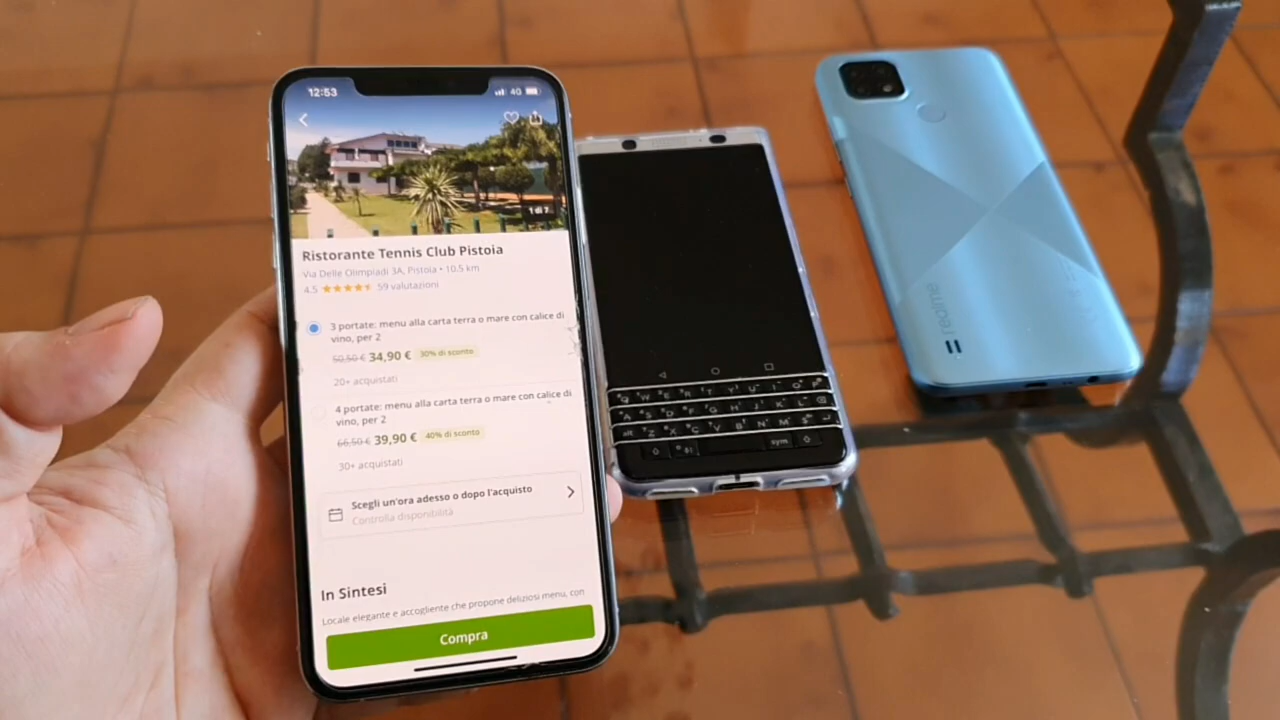 12:53
4G
1 di 7
Ristorante Tennis Club Pistoia
Via Delle Olimpiadi 3A, Pistoia • 10.5 km
4.5 59 valutazioni
3 portate: menu alla carta terra o mare con calice di
vino, per 2
50,50 € 34,90 € 30% di sconto
20+ acquistati
4 portate: menu alla carta terra o mare con calice di
vino, per 2
66,50 € 39,90 € 40% di sconto
30+ acquistati
Scegli un'ora adesso o dopo l'acquisto
Controlla disponibilità
In Sintesi
Locale elegante e accogliente che propone deliziosi menu, con
Compra
Q W E R T Y U I O P
A S D F G H J K L
alt Z X C V B N M $
sym
realme